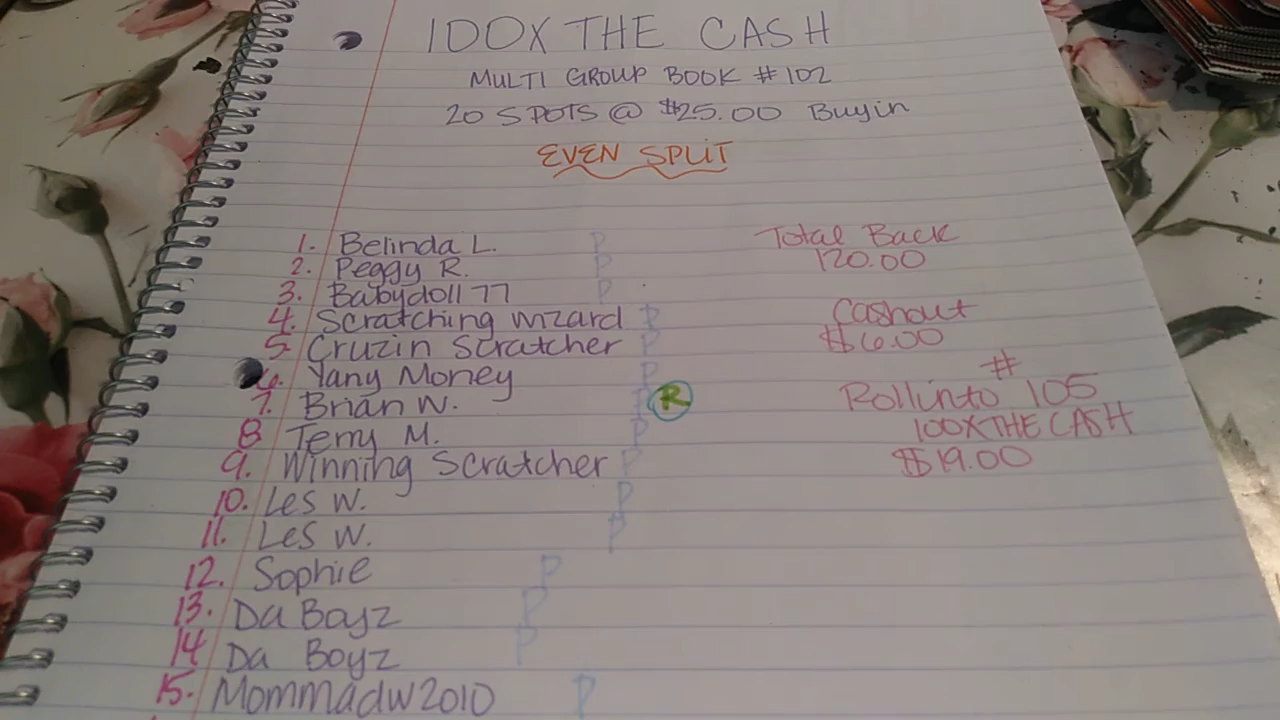 100X THE CASH
MULTI GROUP BOOK #102
20 SPOTS @ $25.00 Buyin
EVEN SPLIT
1. Belinda L. P
2. Peggy R. P
3. Babydoll 77 P
4. Scratching wizard P
5. Cruzin Scratcher P
6. Yany Money P
7. Brian W. P R
8 Terry M. P
9. Winning Scratcher P
10. Les W. P
11. Les W. P
12. Sophie P
13. Da Boyz P
14 Da Boyz P
15. Mommadw2010 P
Total Back
120.00
Cashout
$6.00
#
Rollinto 105
100X THE CASH
$19.00